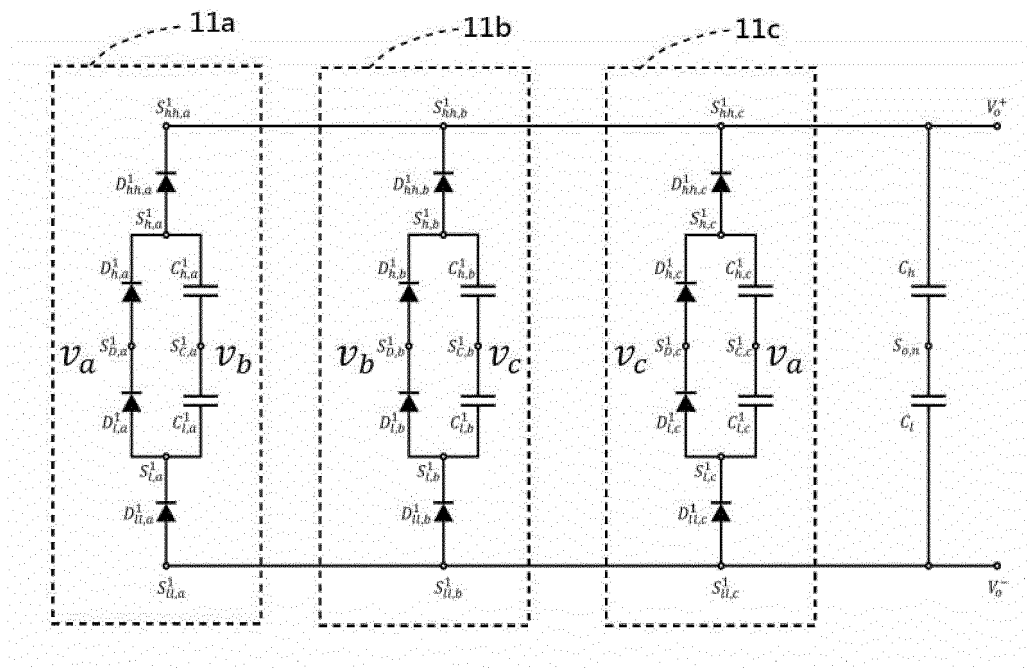 11a
11b
11c
S¹hh,a
S¹hh,b
S¹hh,c
Vo⁺
D¹hh,a
D¹hh,b
D¹hh,c
S¹h,a
S¹h,b
S¹h,c
D¹h,a
C¹h,a
D¹h,b
C¹h,b
D¹h,c
C¹h,c
Ch
va
S¹D,a
S¹C,a
vb
vb
S¹D,b
S¹C,b
vc
vc
S¹D,c
S¹C,c
va
So,n
D¹l,a
C¹l,a
D¹l,b
C¹l,b
D¹l,c
C¹l,c
Cl
S¹l,a
S¹l,b
S¹l,c
D¹ll,a
D¹ll,b
D¹ll,c
S¹ll,a
S¹ll,b
S¹ll,c
Vo⁻